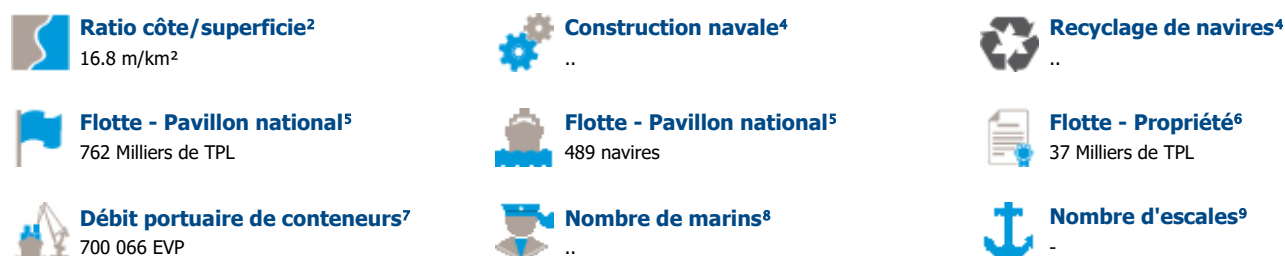 Ratio côte/superficie²
16.8 m/km²
Construction navale⁴
..
Recyclage de navires⁴
..
Flotte - Pavillon national⁵
762 Milliers de TPL
Flotte - Pavillon national⁵
489 navires
Flotte - Propriété⁶
37 Milliers de TPL
Débit portuaire de conteneurs⁷
700 066 EVP
Nombre de marins⁸
..
Nombre d'escales⁹
-